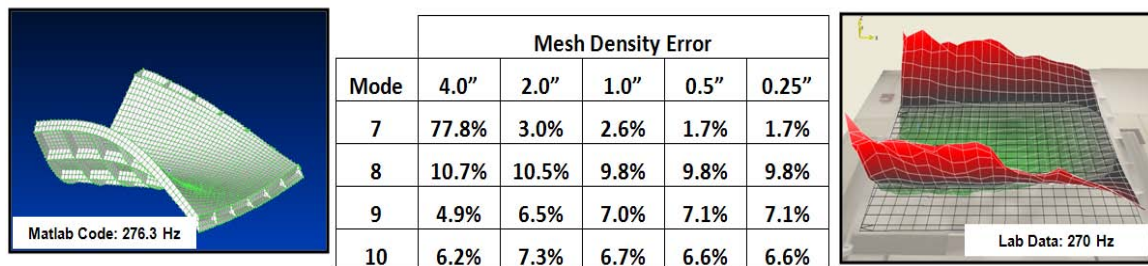 Matlab Code: 276.3 Hz
Mesh Density Error
Mode 4.0” 2.0” 1.0” 0.5” 0.25”
7 77.8% 3.0% 2.6% 1.7% 1.7%
8 10.7% 10.5% 9.8% 9.8% 9.8%
9 4.9% 6.5% 7.0% 7.1% 7.1%
10 6.2% 7.3% 6.7% 6.6% 6.6%
Lab Data: 270 Hz